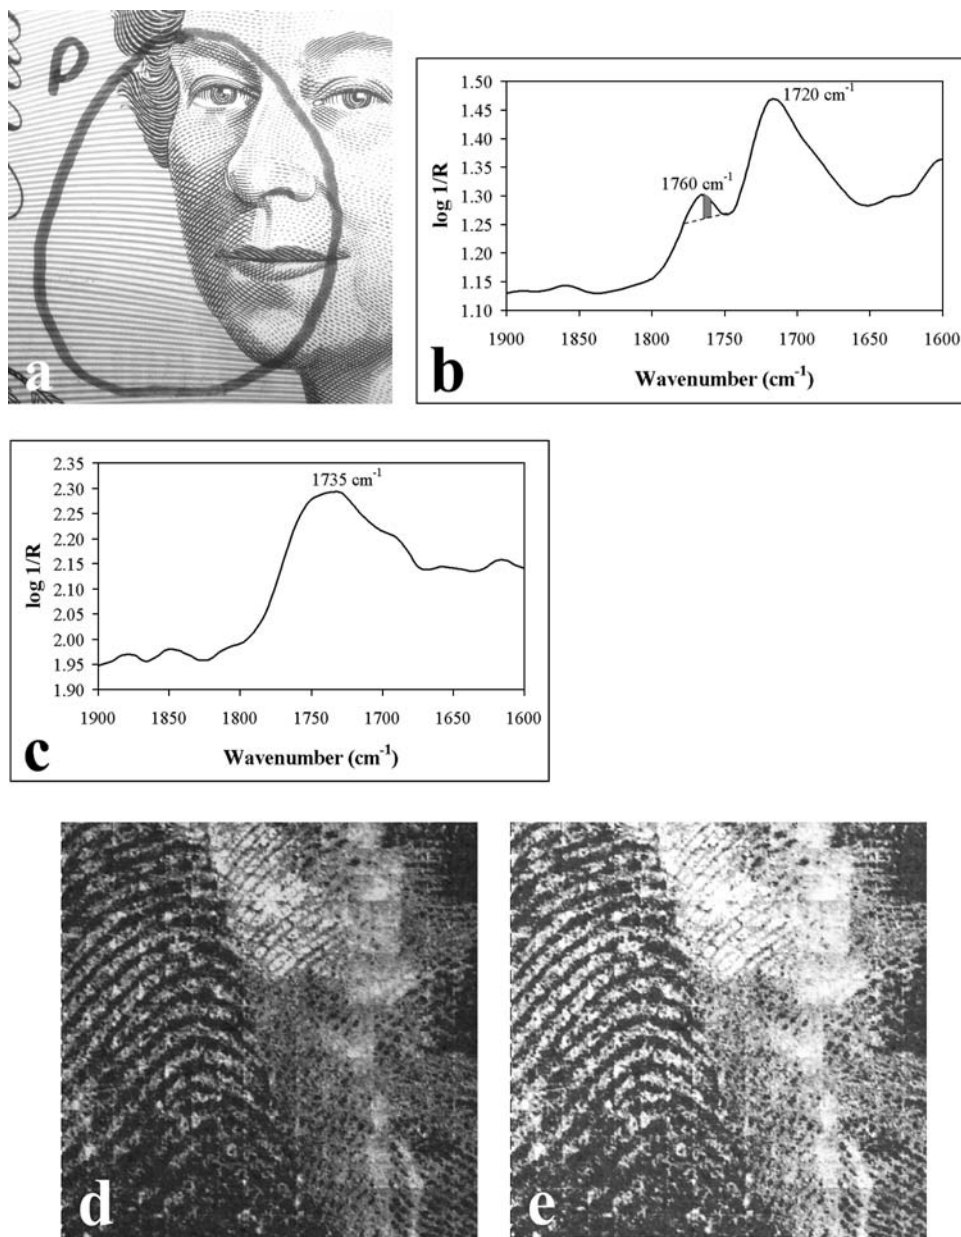 P
a
1.50
1.45
1.40
1.35
1.30
1.25
1.20
1.15
1.10
log 1/R
1760 cm-1
1720 cm-1
1900 1850 1800 1750 1700 1650 1600
Wavenumber (cm-1)
b
2.35
2.30
2.25
2.20
2.15
2.10
2.05
2.00
1.95
1.90
log 1/R
1735 cm-1
1900 1850 1800 1750 1700 1650 1600
Wavenumber (cm-1)
c
d
e